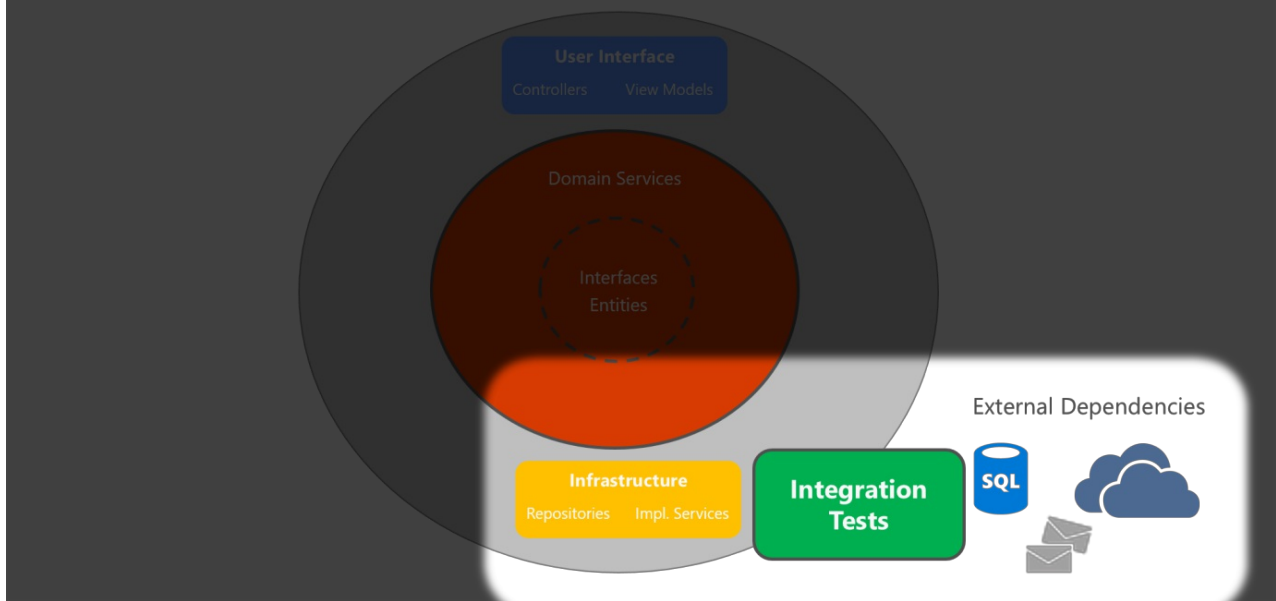 User Interface
Controllers View Models
Domain Services
Interfaces
Entities
External Dependencies
Infrastructure
Repositories Impl. Services
Integration
Tests
SQL